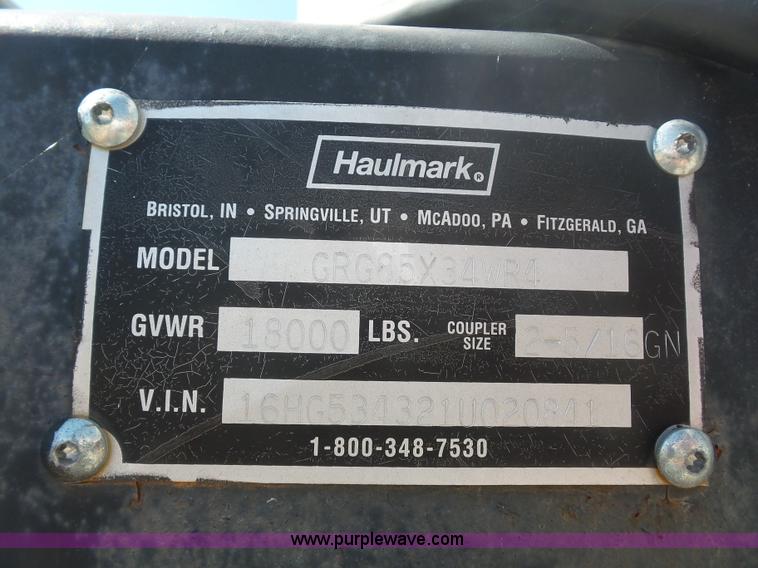 Haulmark®
BRISTOL, IN • SPRINGVILLE, UT • MCADOO, PA • FITZGERALD, GA
MODEL GRG85X34WR4
GVWR 18000 LBS. COUPLER SIZE 2-5/16GN
V.I.N. 16HG534321U020841
1-800-348-7530
www.purplewave.com